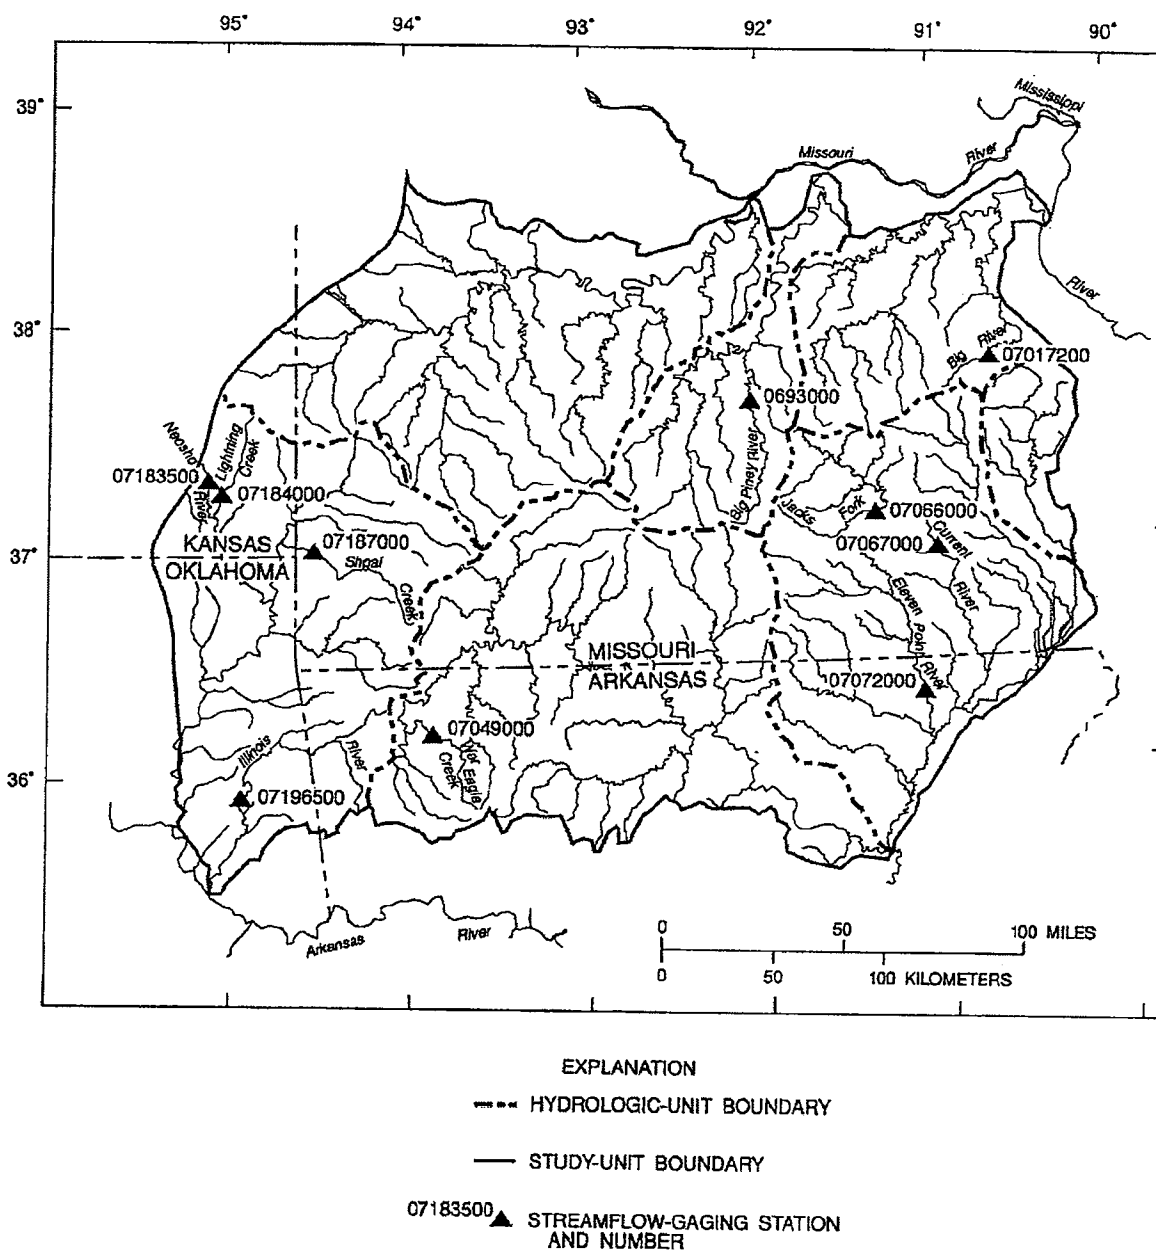 95° 94° 93° 92° 91° 90°
39°
Mississippi
Missouri River
River
38°
Big River
07017200
0693000
Neosho River
Lightning Creek
07183500
07184000
Big Piney River
Jacks Fork
07066000
07067000
Current River
37°
KANSAS
OKLAHOMA
07187000
Shoal Creek
Eleven Point River
MISSOURI
ARKANSAS
07072000
07049000
War Eagle Creek
Illinois River
36°
07196500
Arkansas River
0 50 100 MILES
0 50 100 KILOMETERS
EXPLANATION
HYDROLOGIC-UNIT BOUNDARY
STUDY-UNIT BOUNDARY
07183500
STREAMFLOW-GAGING STATION
AND NUMBER